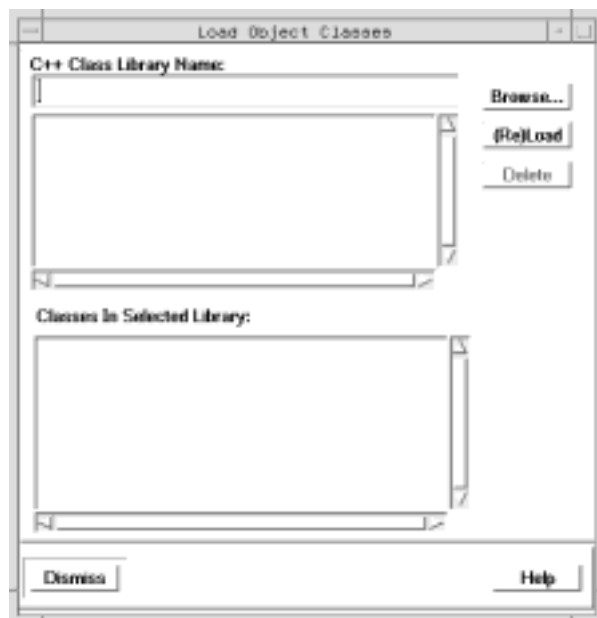 Load Object Classes
C++ Class Library Name:
Browse...
(Re)Load
Delete
Classes In Selected Library:
Dismiss
Help